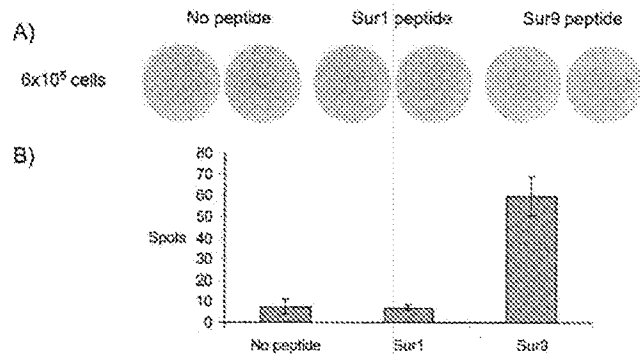 A)
No peptide Sur1 peptide Sur9 peptide
6x10⁵ cells
B)
80
70
60
50
Spots
40
30
20
10
0
No peptide Sur1 Sur9